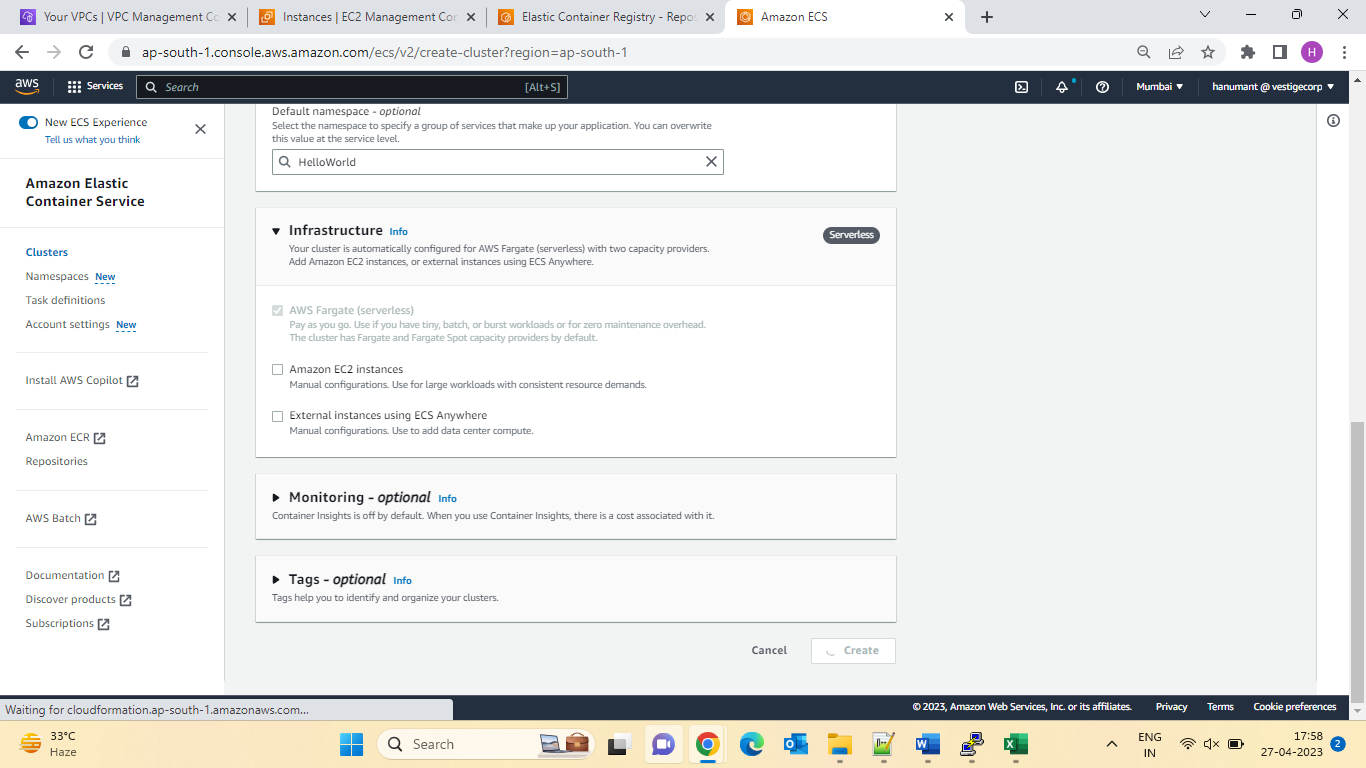 Your VPCs | VPC Management Co
Instances | EC2 Management Con
Elastic Container Registry - Repos
Amazon ECS
ap-south-1.console.aws.amazon.com/ecs/v2/create-cluster?region=ap-south-1
H
aws
Services
Search
[Alt+S]
Mumbai
hanumant @ vestigecorp
New ECS Experience
Tell us what you think
Amazon Elastic
Container Service
Clusters
Namespaces New
Task definitions
Account settings New
Install AWS Copilot
Amazon ECR
Repositories
AWS Batch
Documentation
Discover products
Subscriptions
Default namespace - optional
Select the namespace to specify a group of services that make up your application. You can overwrite
this value at the service level.
HelloWorld
Infrastructure Info
Serverless
Your cluster is automatically configured for AWS Fargate (serverless) with two capacity providers.
Add Amazon EC2 instances, or external instances using ECS Anywhere.
AWS Fargate (serverless)
Pay as you go. Use if you have tiny, batch, or burst workloads or for zero maintenance overhead.
The cluster has Fargate and Fargate Spot capacity providers by default.
Amazon EC2 instances
Manual configurations. Use for large workloads with consistent resource demands.
External instances using ECS Anywhere
Manual configurations. Use to add data center compute.
Monitoring - optional Info
Container Insights is off by default. When you use Container Insights, there is a cost associated with it.
Tags - optional Info
Tags help you to identify and organize your clusters.
Cancel
Create
Waiting for cloudformation.ap-south-1.amazonaws.com...
© 2023, Amazon Web Services, Inc. or its affiliates.
Privacy
Terms
Cookie preferences
33°C
Haze
Search
ENG
IN
17:58
27-04-2023
2